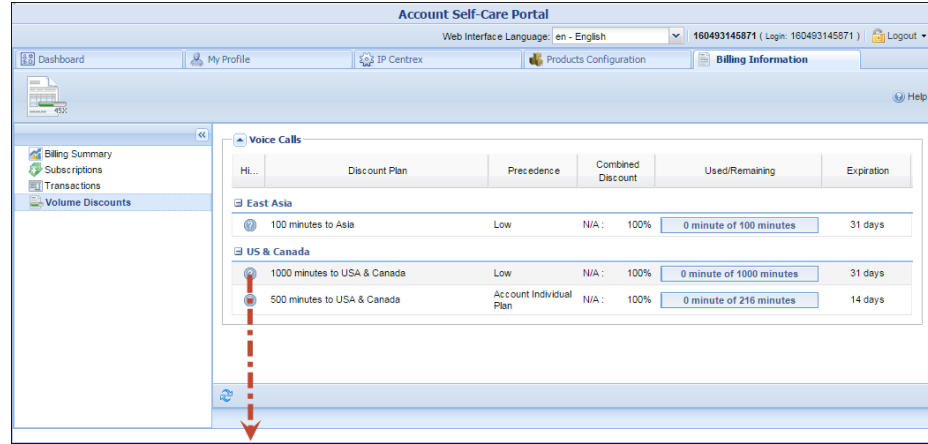 Account Self-Care Portal
Web Interface Language: en - English 160493145871 ( Login: 160493145871 ) Logout
Dashboard My Profile IP Centrex Products Configuration Billing Information
Help
Billing Summary
Subscriptions
Transactions
Volume Discounts
Voice Calls
Hi... Discount Plan Precedence Combined Discount Used/Remaining Expiration
East Asia
100 minutes to Asia Low N/A : 100% 0 minute of 100 minutes 31 days
US & Canada
1000 minutes to USA & Canada Low N/A : 100% 0 minute of 1000 minutes 31 days
500 minutes to USA & Canada Account Individual Plan N/A : 100% 0 minute of 216 minutes 14 days